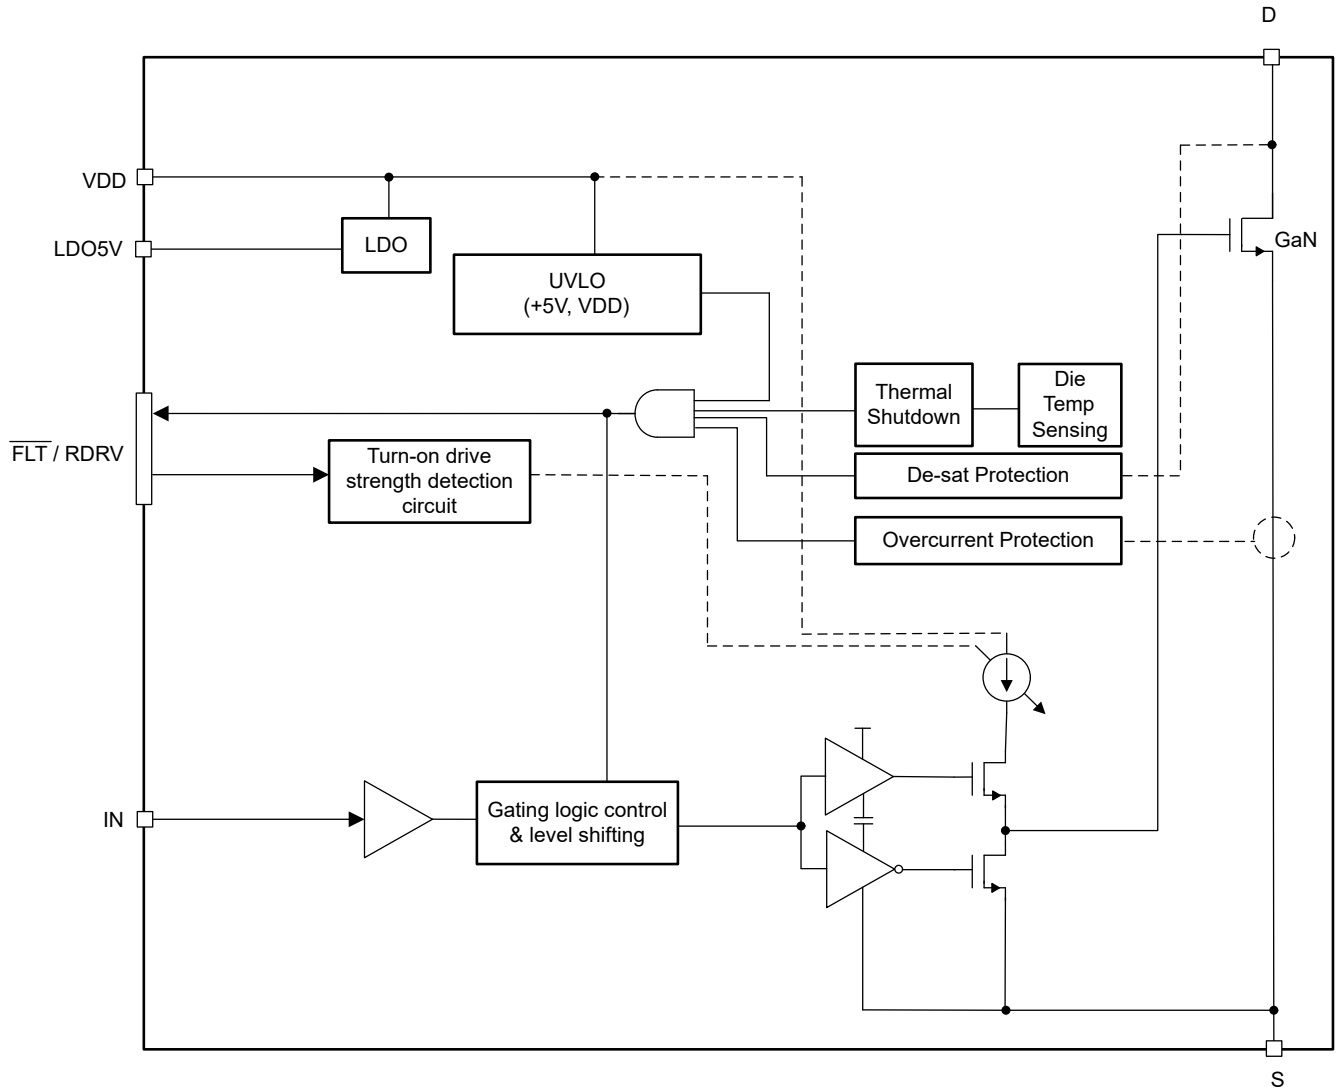 D
VDD
LDO5V
LDO
GaN
UVLO
(+5V, VDD)
Thermal
Shutdown
Die
Temp
Sensing
FLT / RDRV
Turn-on drive
strength detection
circuit
De-sat Protection
Overcurrent Protection
IN
Gating logic control
& level shifting
S